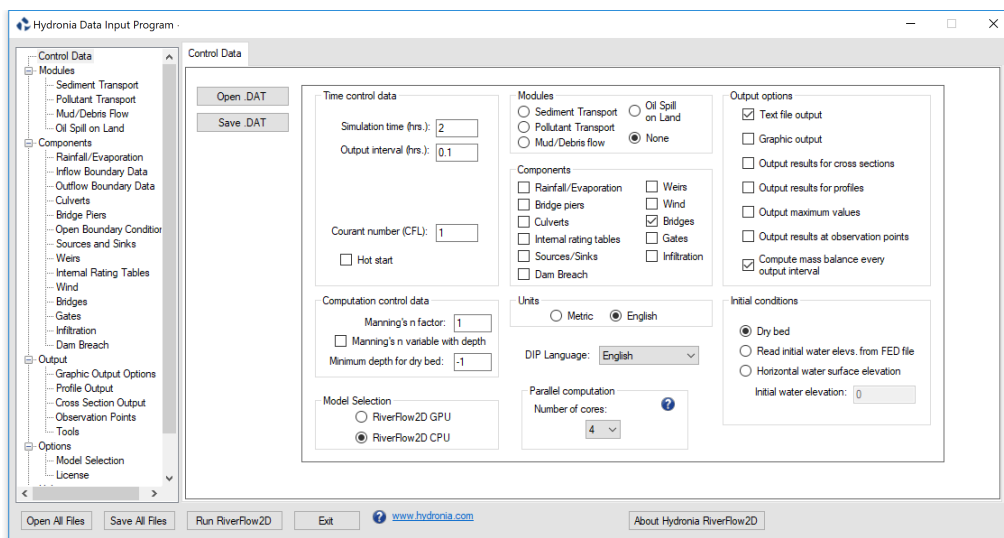 Hydronia Data Input Program -
Control Data
Modules
Sediment Transport
Pollutant Transport
Mud/Debris Flow
Oil Spill on Land
Components
Rainfall/Evaporation
Inflow Boundary Data
Outflow Boundary Data
Culverts
Bridge Piers
Open Boundary Condition
Sources and Sinks
Weirs
Internal Rating Tables
Wind
Bridges
Gates
Infiltration
Dam Breach
Output
Graphic Output Options
Profile Output
Cross Section Output
Observation Points
Tools
Options
Model Selection
License
Control Data
Open .DAT
Save .DAT
Time control data
Simulation time (hrs.): 2
Output interval (hrs.): 0.1
Courant number (CFL): 1
Hot start
Computation control data
Manning's n factor: 1
Manning's n variable with depth
Minimum depth for dry bed: -1
Model Selection
RiverFlow2D GPU
RiverFlow2D CPU
Modules
Sediment Transport
Pollutant Transport
Mud/Debris flow
Oil Spill
on Land
None
Components
Rainfall/Evaporation
Bridge piers
Culverts
Internal rating tables
Sources/Sinks
Dam Breach
Weirs
Wind
Bridges
Gates
Infiltration
Units
Metric English
DIP Language: English
Parallel computation
Number of cores:
4
Output options
Text file output
Graphic output
Output results for cross sections
Output results for profiles
Output maximum values
Output results at observation points
Compute mass balance every
output interval
Initial conditions
Dry bed
Read initial water elevs. from FED file
Horizontal water surface elevation
Initial water elevation: 0
Open All Files
Save All Files
Run RiverFlow2D
Exit
www.hydronia.com
About Hydronia RiverFlow2D